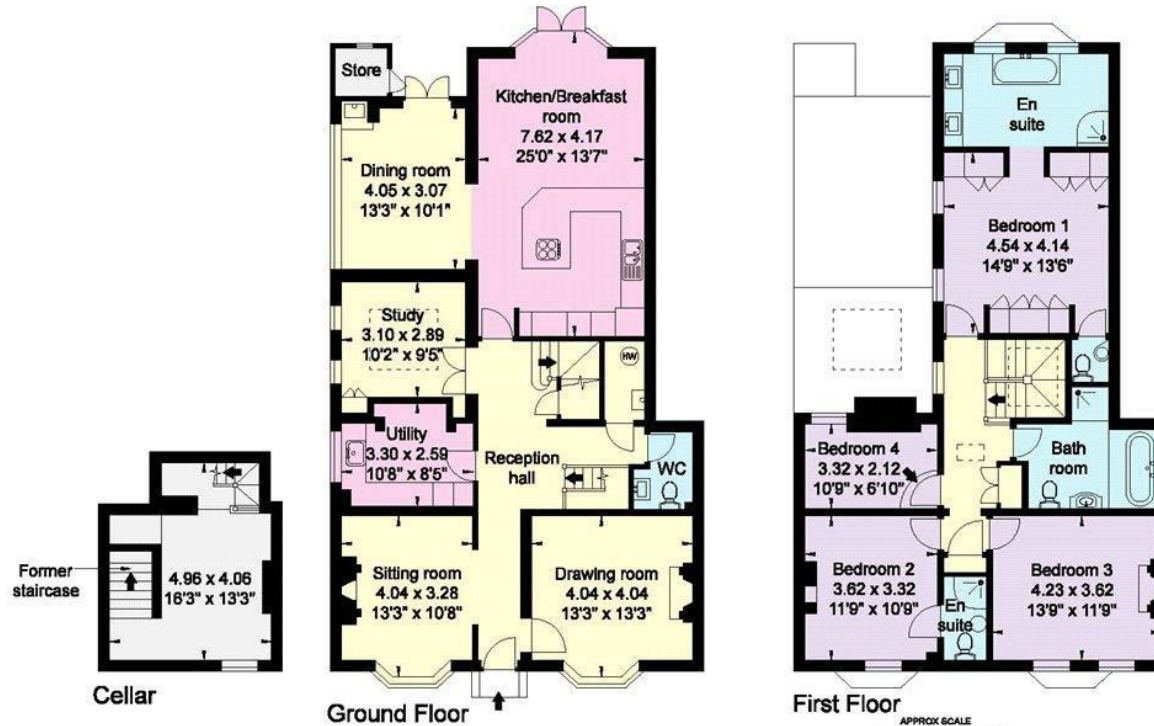 Former
staircase
4.96 x 4.06
16'3" x 13'3"
Cellar
Store
Kitchen/Breakfast
room
7.62 x 4.17
25'0" x 13'7"
Dining room
4.05 x 3.07
13'3" x 10'1"
Study
3.10 x 2.89
10'2" x 9'5"
HW
Utility
3.30 x 2.59
10'8" x 8'5"
Reception
hall
WC
Sitting room
4.04 x 3.28
13'3" x 10'8"
Drawing room
4.04 x 4.04
13'3" x 13'3"
Ground Floor
En
suite
Bedroom 1
4.54 x 4.14
14'9" x 13'6"
Bedroom 4
3.32 x 2.12
10'9" x 6'10"
Bath
room
Bedroom 2
3.62 x 3.32
11'9" x 10'9"
En
suite
Bedroom 3
4.23 x 3.62
13'9" x 11'9"
First Floor
APPROX SCALE